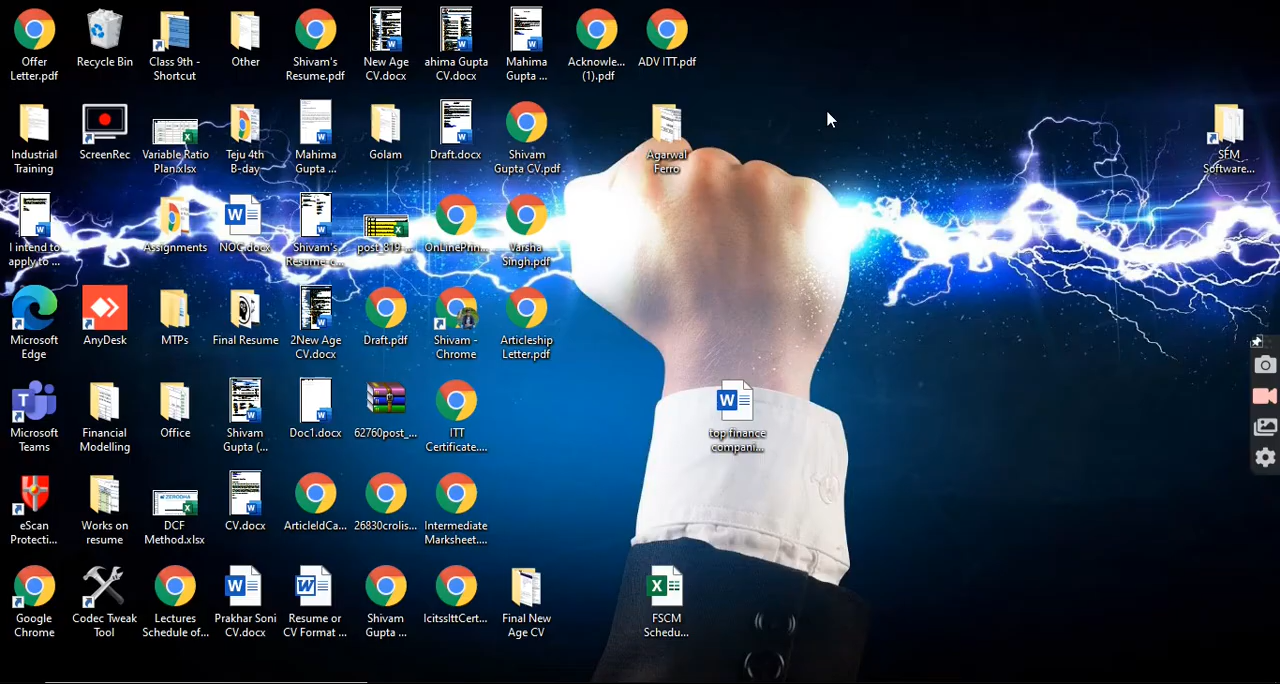 Offer
Letter.pdf
Recycle Bin
Class 9th -
Shortcut
Other
Shivam's
Resume.pdf
New Age
CV.docx
ahima Gupta
CV.docx
Mahima
Gupta ...
Acknowle...
(1).pdf
ADV ITT.pdf
Industrial
Training
ScreenRec
Variable Ratio
Plan.xlsx
Teju 4th
B-day
Mahima
Gupta ...
Golam
Draft.docx
Shivam
Gupta CV.pdf
Agarwal
Ferro
SFM
Software...
I intend to
apply to ...
Assignments
NOC.docx
Shivam's
Resume-c...
post_819-...
OnLinePrin...
Varsha
Singh.pdf
Microsoft
Edge
AnyDesk
MTPs
Final Resume
2New Age
CV.docx
Draft.pdf
Shivam -
Chrome
Articleship
Letter.pdf
Microsoft
Teams
Financial
Modelling
Office
Shivam
Gupta (...
Doc1.docx
62760post_...
ITT
Certificate....
top finance
compani...
eScan
Protecti...
Works on
resume
ZERODHA
DCF
Method.xlsx
CV.docx
ArticleIdCa...
26830crolis...
Intermediate
Marksheet....
Google
Chrome
Codec Tweak
Tool
Lectures
Schedule of...
Prakhar Soni
CV.docx
Resume or
CV Format ...
Shivam
Gupta ...
IcitssIttCert...
Final New
Age CV
FSCM
Schedu...